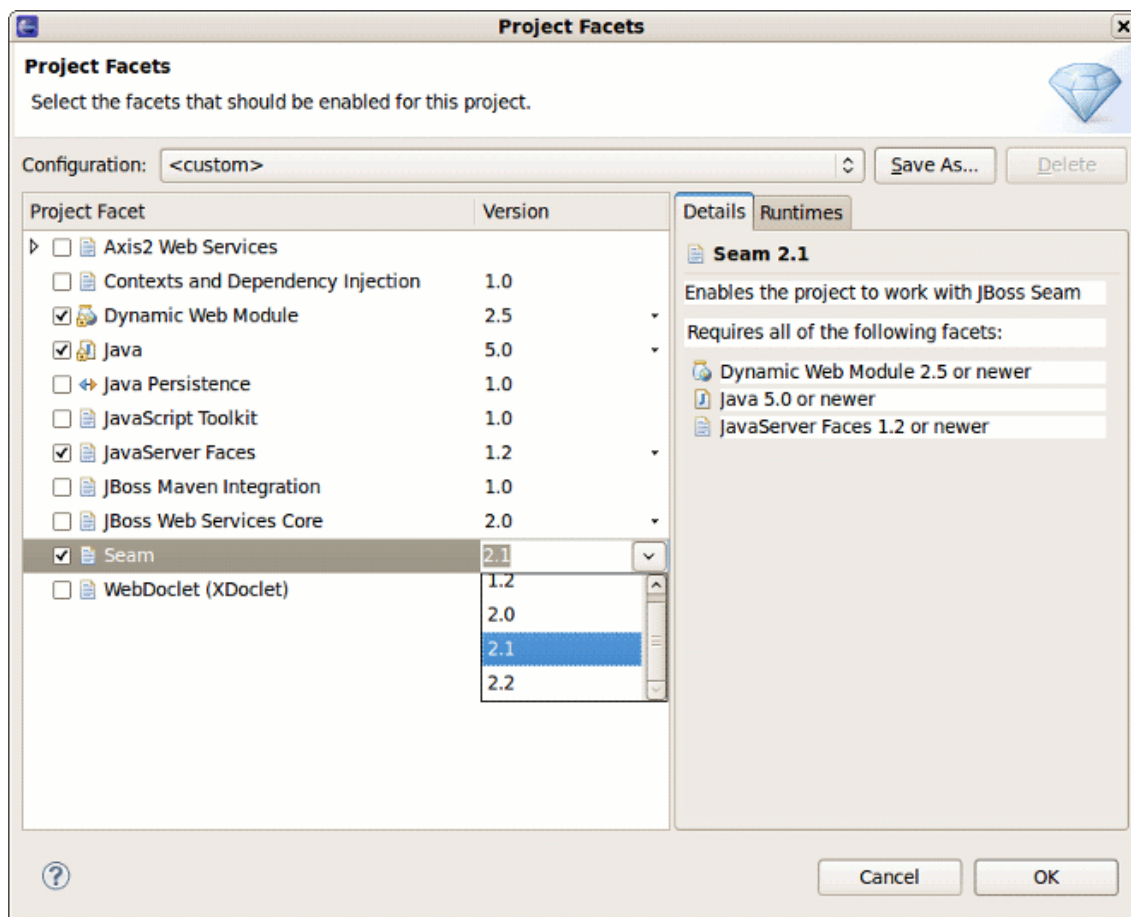 Project Facets
Project Facets
Select the facets that should be enabled for this project.
Configuration: <custom> Save As... Delete
Project Facet Version
Details Runtimes
Axis2 Web Services
Contexts and Dependency Injection 1.0
Dynamic Web Module 2.5
Java 5.0
Java Persistence 1.0
JavaScript Toolkit 1.0
JavaServer Faces 1.2
JBoss Maven Integration 1.0
JBoss Web Services Core 2.0
Seam 2.1
WebDoclet (XDoclet)
1.2
2.0
2.1
2.2
Seam 2.1
Enables the project to work with JBoss Seam
Requires all of the following facets:
Dynamic Web Module 2.5 or newer
Java 5.0 or newer
JavaServer Faces 1.2 or newer
Cancel OK